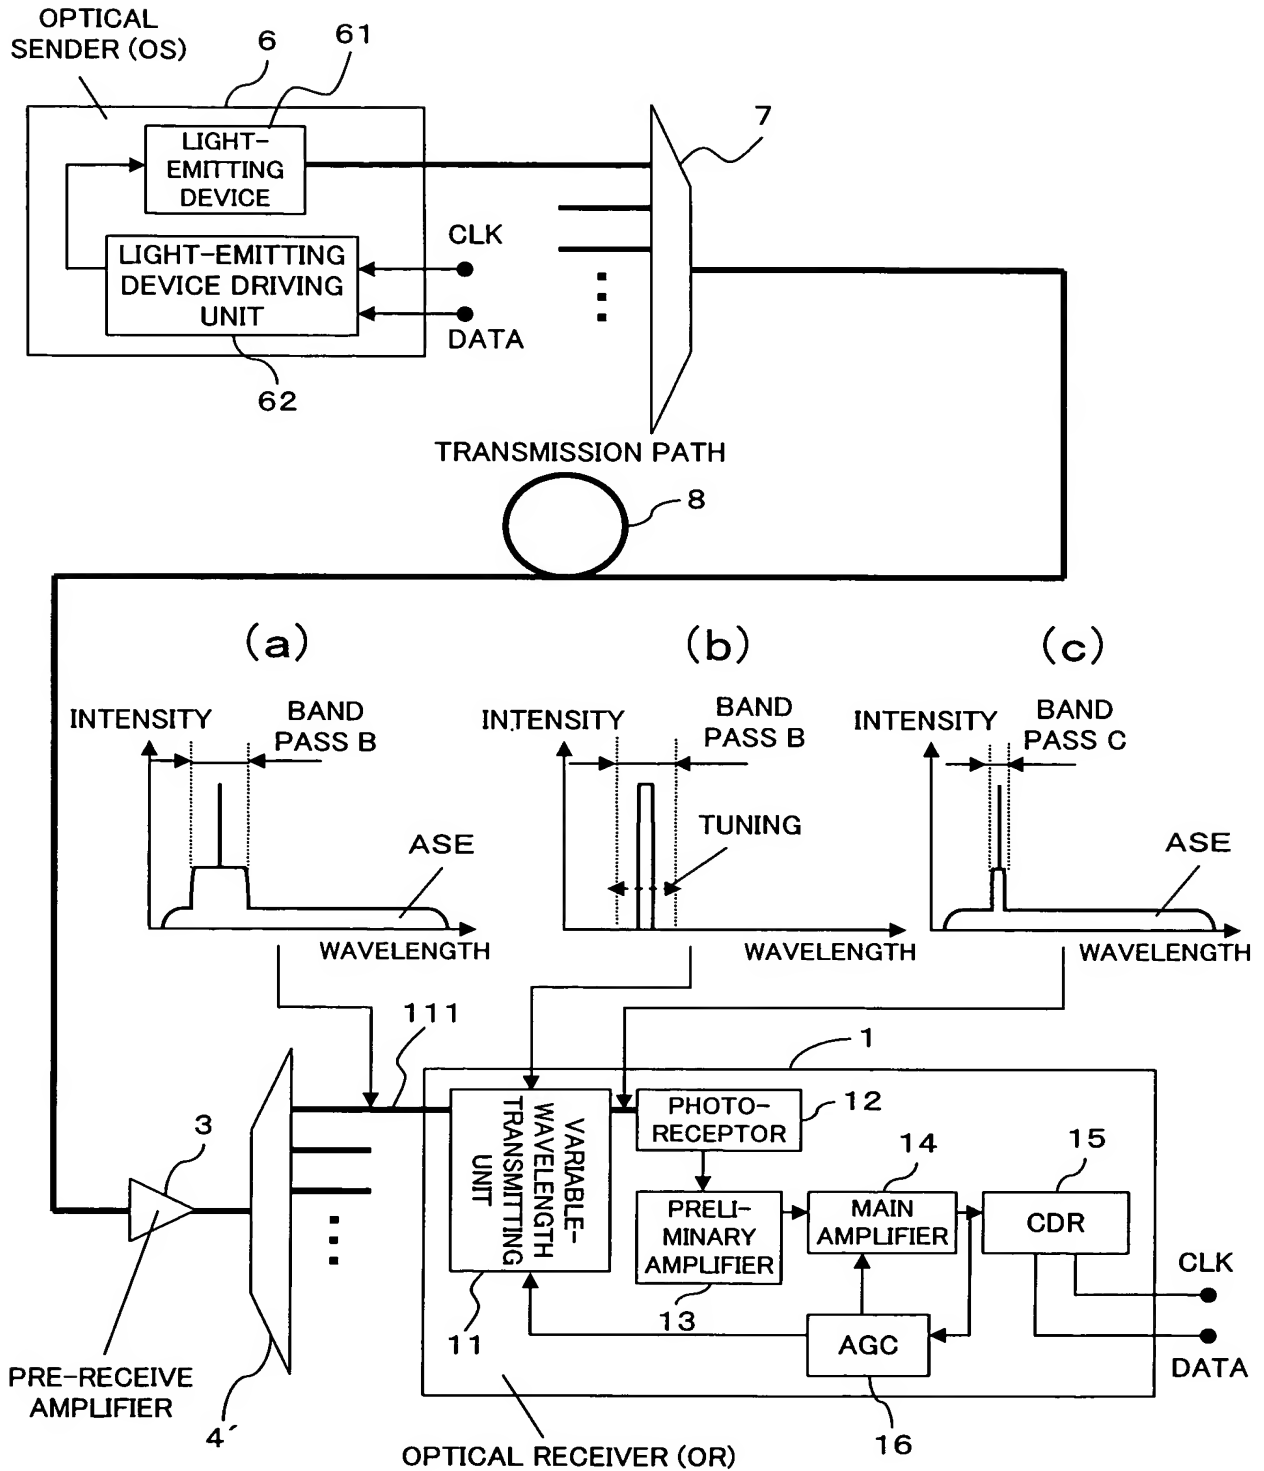 OPTICAL
SENDER (OS)
6
61
LIGHT-
EMITTING
DEVICE
7
CLK
LIGHT-EMITTING
DEVICE DRIVING
UNIT
DATA
62
TRANSMISSION PATH
8
(a)
(b)
(c)
INTENSITY
BAND
PASS B
ASE
WAVELENGTH
INTENSITY
BAND
PASS B
TUNING
WAVELENGTH
INTENSITY
BAND
PASS C
ASE
WAVELENGTH
111
1
3
VARIABLE-
WAVELENGTH
TRANSMITTING
UNIT
PHOTO-
RECEPTOR
12
14
15
PRELI-
MINARY
AMPLIFIER
MAIN
AMPLIFIER
CDR
CLK
11
13
AGC
DATA
PRE-RECEIVE
AMPLIFIER
4´
16
OPTICAL RECEIVER (OR)